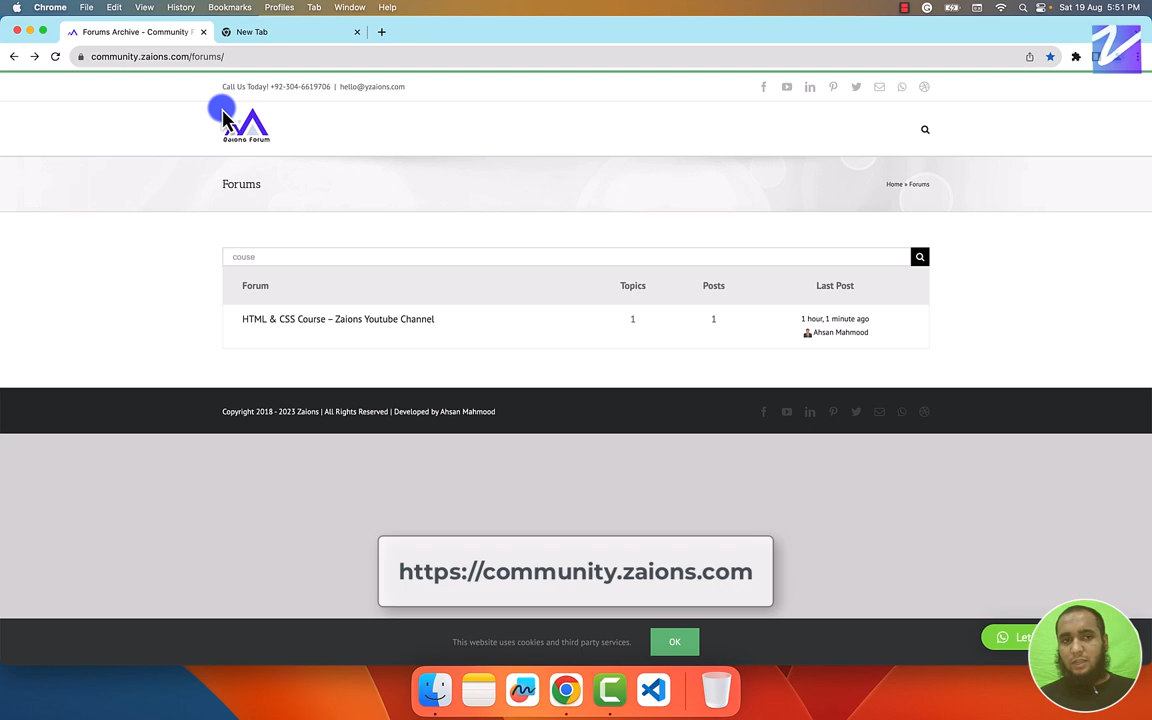 Chrome File Edit View History Bookmarks Profiles Tab Window Help Sat 19 Aug 5:51 PM
Forums Archive - Community F New Tab
community.zaions.com/forums/
Call Us Today! +92-304-6619706 | hello@yzaions.com
Zaions Forum
Forums Home » Forums
couse
Forum Topics Posts Last Post
HTML & CSS Course – Zaions Youtube Channel 1 1 1 hour, 1 minute ago
Ahsan Mahmood
Copyright 2018 - 2023 Zaions | All Rights Reserved | Developed by Ahsan Mahmood
https://community.zaions.com
This website uses cookies and third party services. OK
Let